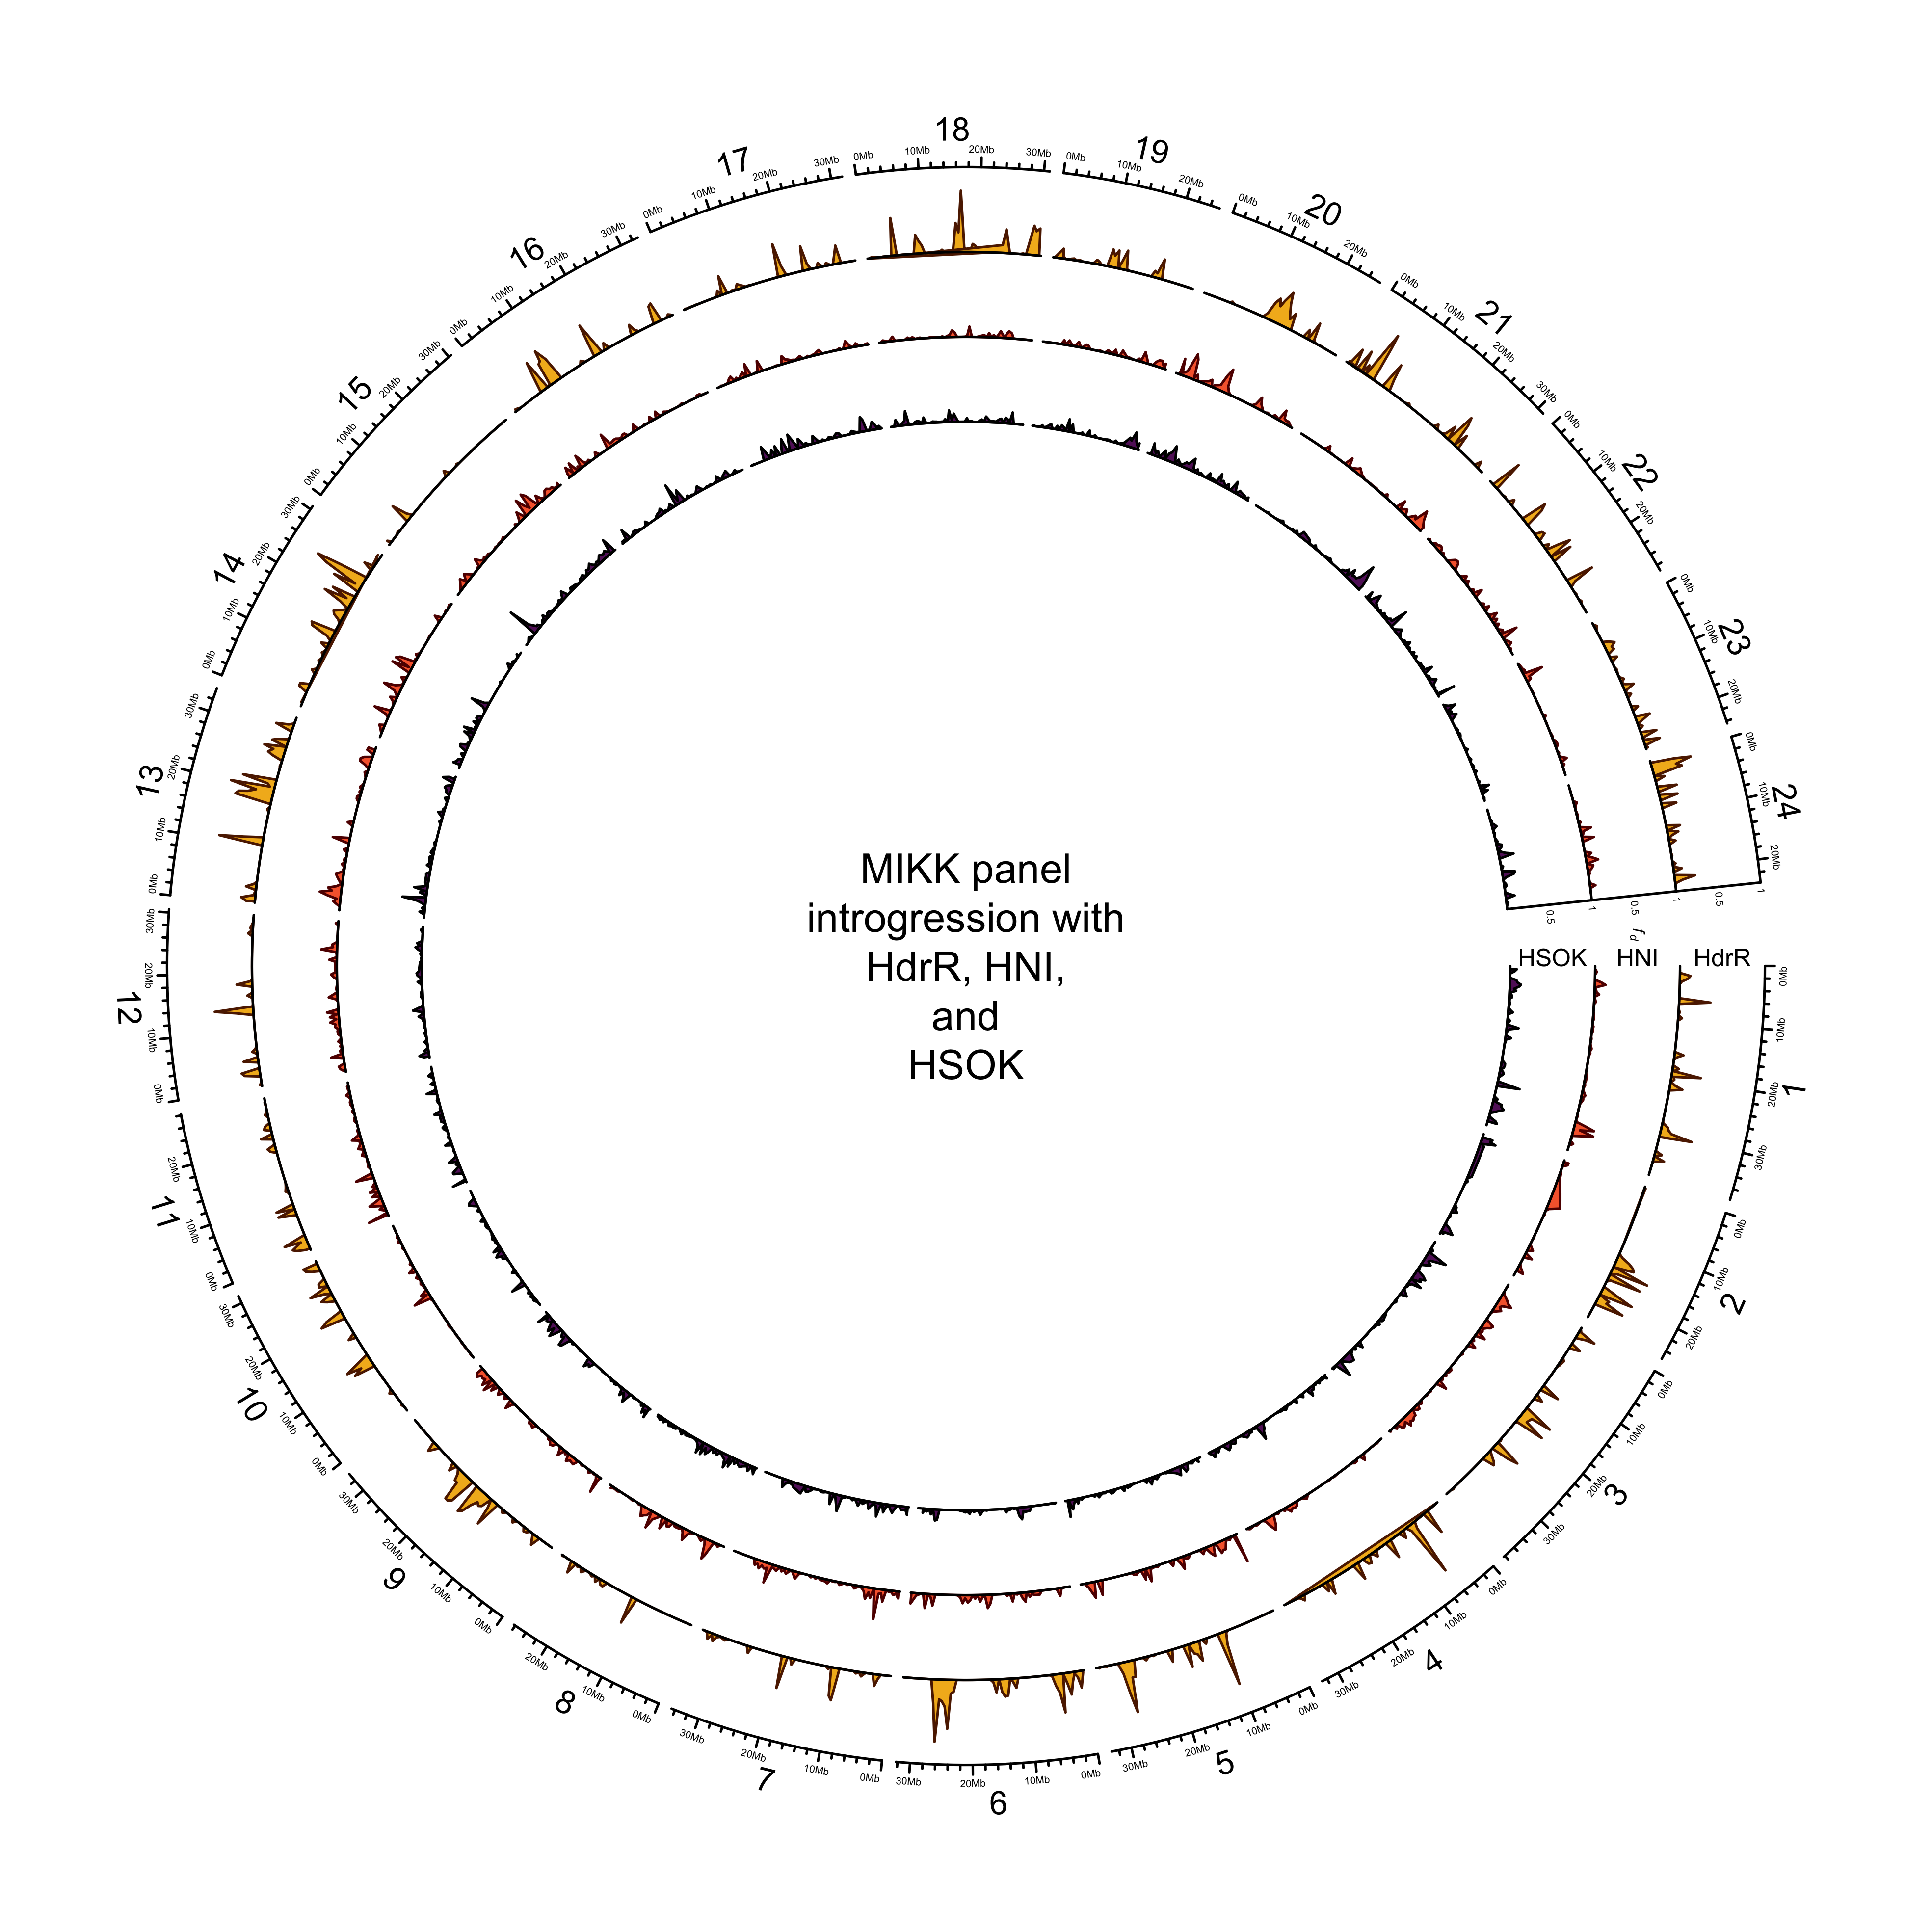 MIKK panel
introgression with
HdrR, HNI,
and
HSOK
HSOK HNI HdrR
0.5 1 0.5 1 0.5 1
fd
1
0Mb 10Mb 20Mb 30Mb
2
0Mb 10Mb 20Mb
3
0Mb 10Mb 20Mb 30Mb
4
0Mb 10Mb 20Mb 30Mb
5
0Mb 10Mb 20Mb 30Mb
6
0Mb 10Mb 20Mb 30Mb
7
0Mb 10Mb 20Mb 30Mb
8
0Mb 10Mb 20Mb
9
0Mb 10Mb 20Mb 30Mb
10
0Mb 10Mb 20Mb 30Mb
11
0Mb 10Mb 20Mb
12
0Mb 10Mb 20Mb 30Mb
13
0Mb 10Mb 20Mb 30Mb
14
0Mb 10Mb 20Mb 30Mb
15
0Mb 10Mb 20Mb 30Mb
16
0Mb 10Mb 20Mb 30Mb
17
0Mb 10Mb 20Mb 30Mb
18
0Mb 10Mb 20Mb 30Mb
19
0Mb 10Mb 20Mb
20
0Mb 10Mb 20Mb
21
0Mb 10Mb 20Mb 30Mb
22
0Mb 10Mb 20Mb
23
0Mb 10Mb 20Mb
24
0Mb 10Mb 20Mb